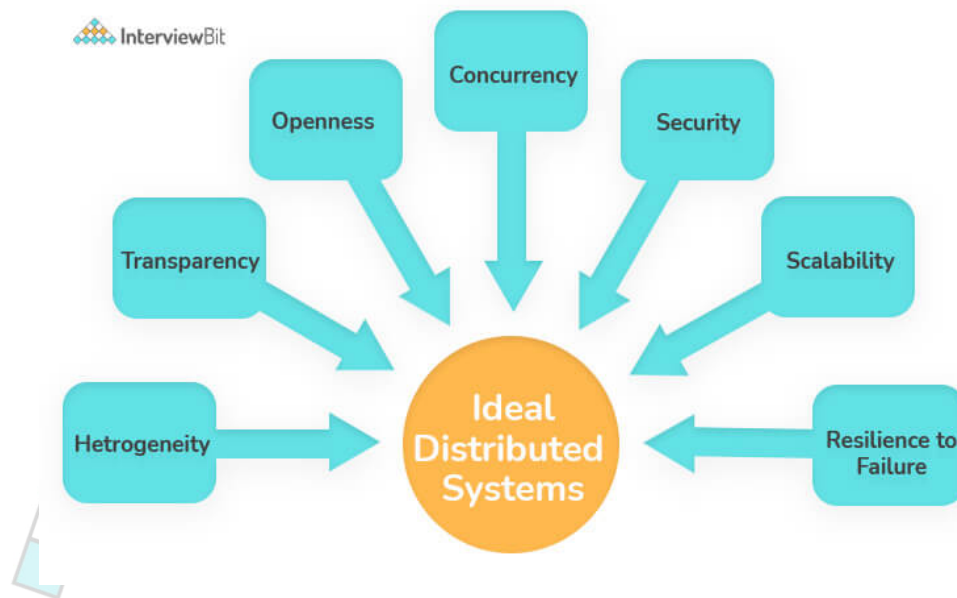 InterviewBit
Concurrency
Openness
Security
Transparency
Scalability
Ideal
Distributed
Systems
Hetrogeneity
Resilience to
Failure